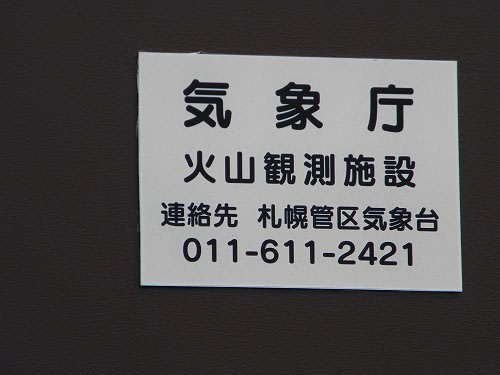 気象庁
火山観測施設
連絡先 札幌管区気象台
011-611-2421